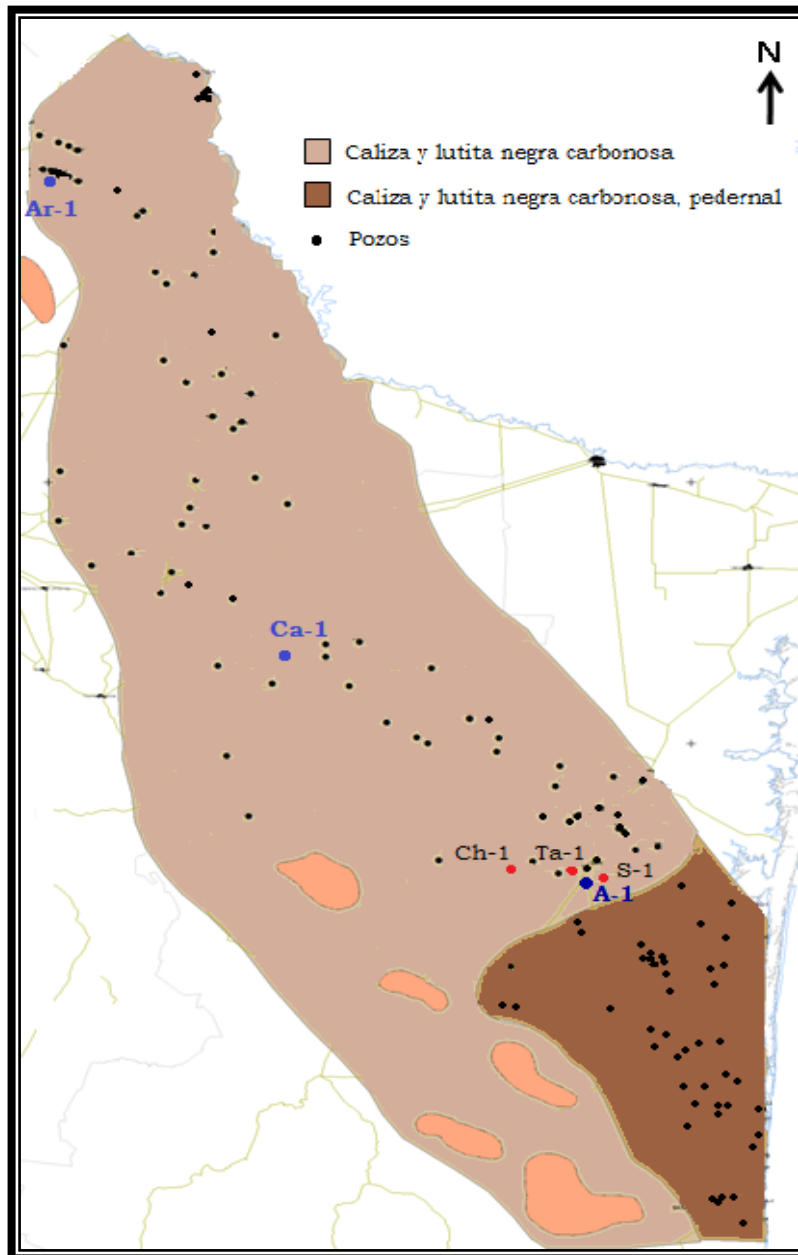 N
Caliza y lutita negra carbonosa
Caliza y lutita negra carbonosa, pedernal
Pozos
Ar-1
Ca-1
Ch-1
Ta-1
S-1
A-1